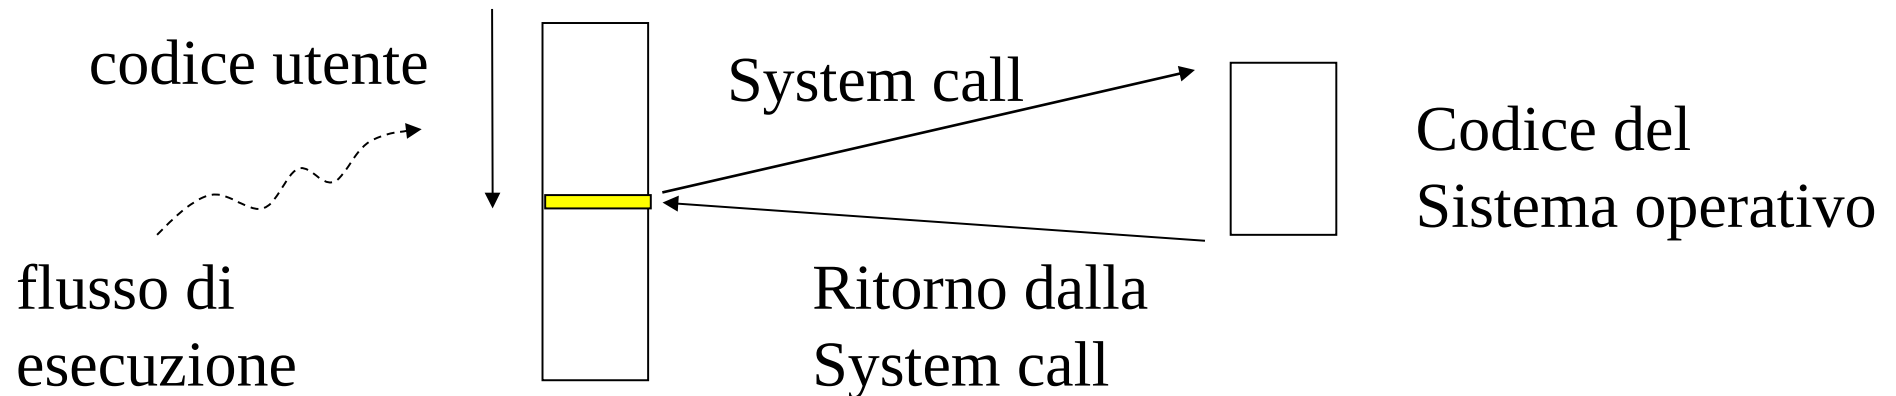 codice utente
System call
Codice del
Sistema operativo
flusso di
esecuzione
Ritorno dalla
System call